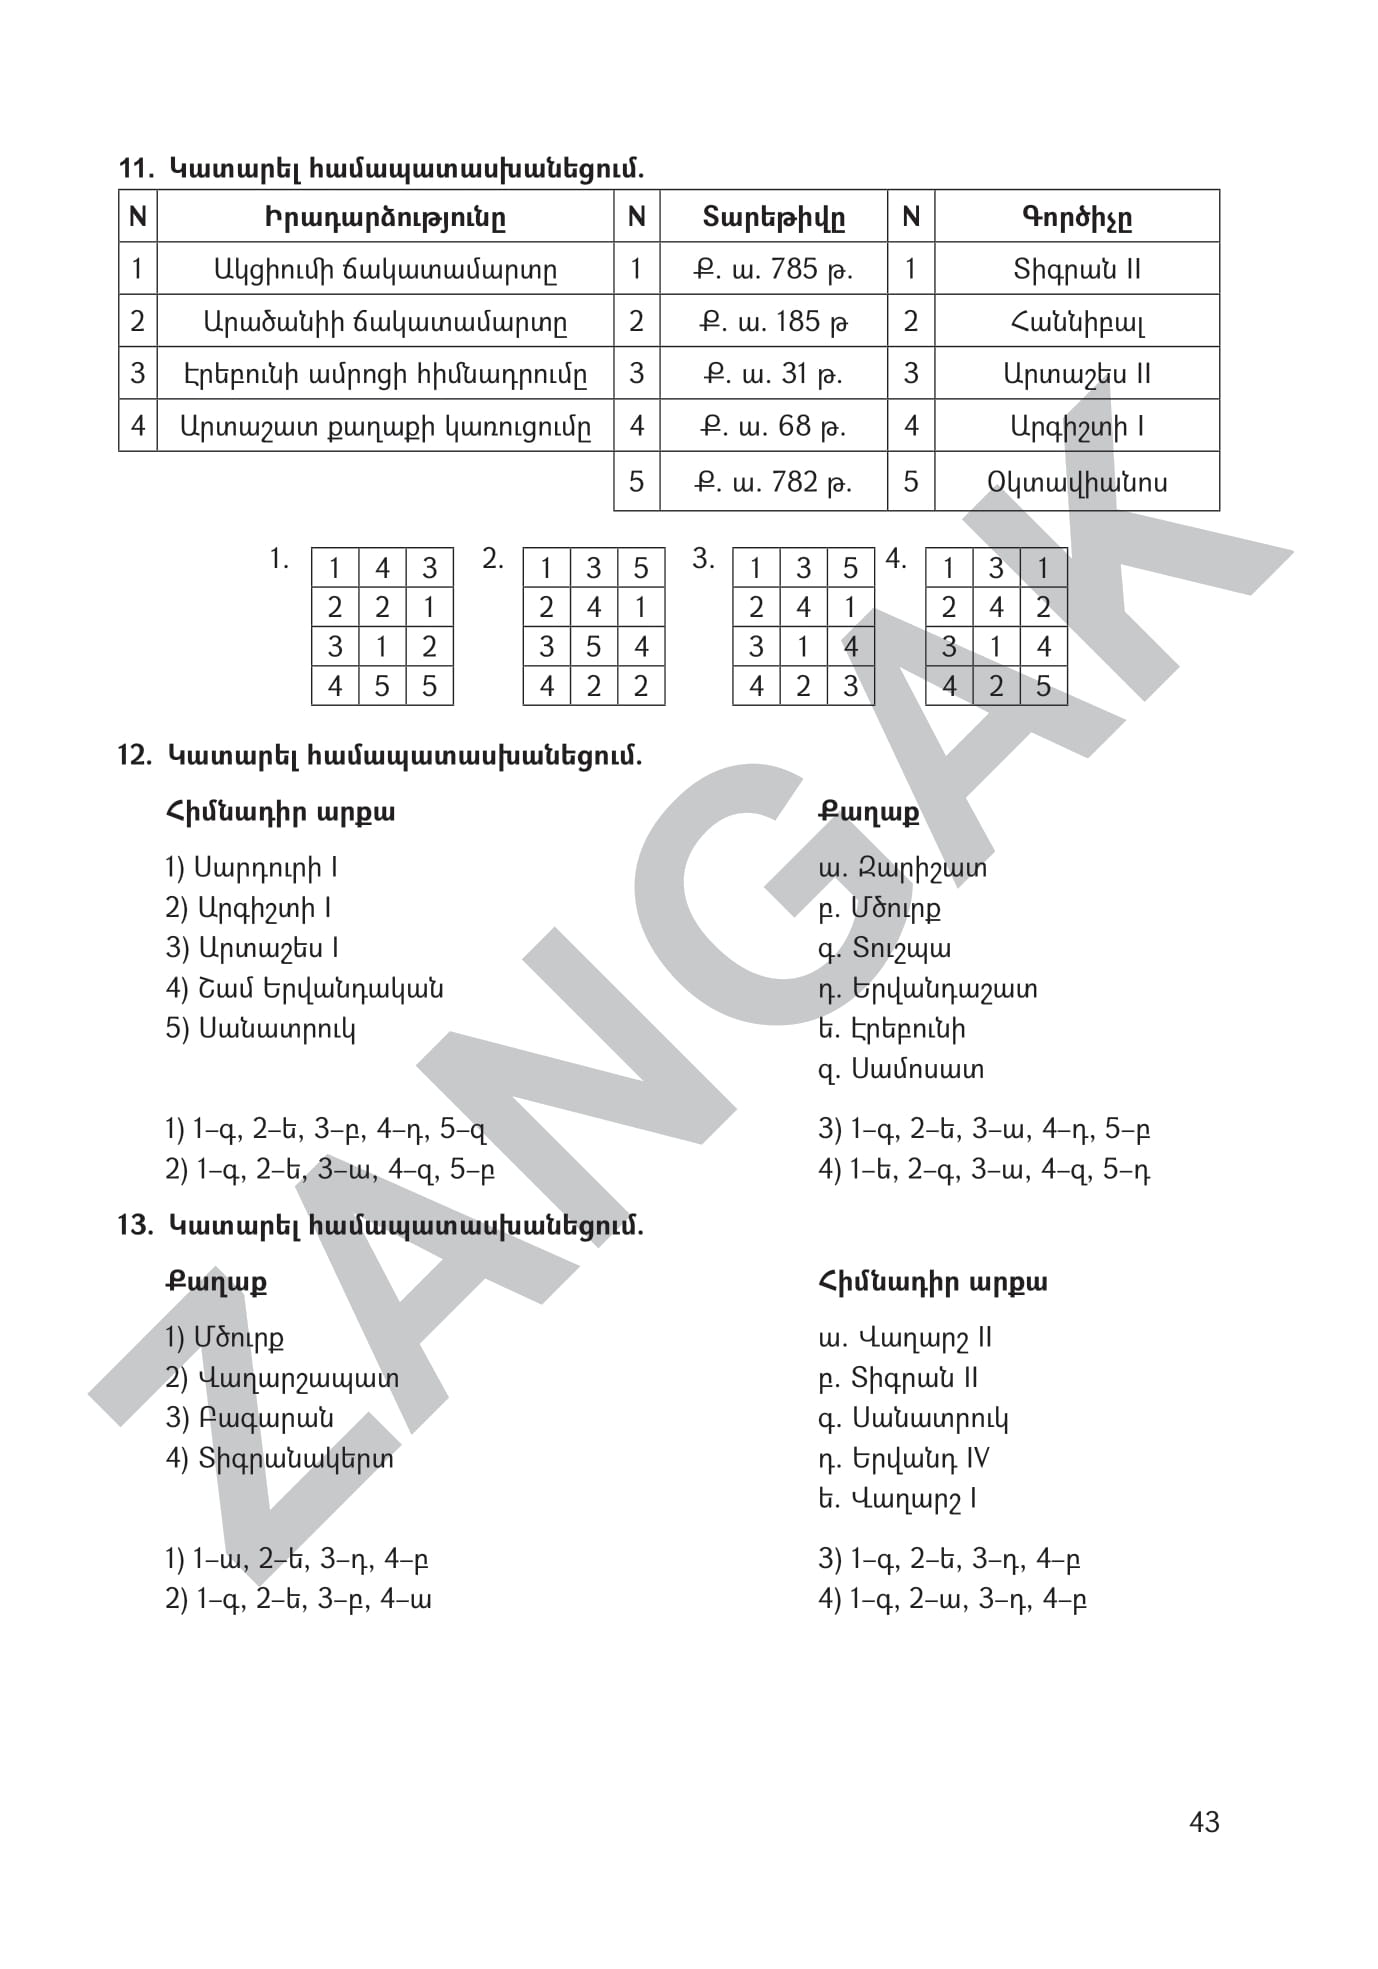 11. Կատարել համապատասխանեցում.
N Իրադարձությունը N Տարեթիվը N Գործիչը
1 Ակցիումի ճակատամարտը 1 Ք. ա. 785 թ. 1 Տիգրան II
2 Արածանիի ճակատամարտը 2 Ք. ա. 185 թ 2 Հաննիբալ
3 Էրեբունի ամրոցի հիմնադրումը 3 Ք. ա. 31 թ. 3 Արտաշես II
4 Արտաշատ քաղաքի կառուցումը 4 Ք. ա. 68 թ. 4 Արգիշտի I
5 Ք. ա. 782 թ. 5 Օկտավիանոս
1. 1 4 3 2. 1 3 5 3. 1 3 5 4. 1 3 1
2 2 1 2 4 1 2 4 1 2 4 2
3 1 2 3 5 4 3 1 4 3 1 4
4 5 5 4 2 2 4 2 3 4 2 5
12. Կատարել համապատասխանեցում.
Հիմնադիր արքա Քաղաք
1) Սարդուրի I ա. Զարիշատ
2) Արգիշտի I բ. Մծուրք
3) Արտաշես I գ. Տուշպա
4) Շամ Երվանդական դ. Երվանդաշատ
5) Սանատրուկ ե. Էրեբունի
զ. Սամոսատ
1) 1–գ, 2–ե, 3–բ, 4–դ, 5–զ 3) 1–գ, 2–ե, 3–ա, 4–դ, 5–բ
2) 1–գ, 2–ե, 3–ա, 4–զ, 5–բ 4) 1–ե, 2–գ, 3–ա, 4–զ, 5–դ
13. Կատարել համապատասխանեցում.
Քաղաք Հիմնադիր արքա
1) Մծուրք ա. Վաղարշ II
2) Վաղարշապատ բ. Տիգրան II
3) Բագարան գ. Սանատրուկ
4) Տիգրանակերտ դ. Երվանդ IV
ե. Վաղարշ I
1) 1–ա, 2–ե, 3–դ, 4–բ 3) 1–գ, 2–ե, 3–դ, 4–բ
2) 1–գ, 2–ե, 3–բ, 4–ա 4) 1–գ, 2–ա, 3–դ, 4–բ
43
ZANGAK